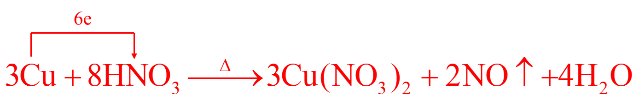 6e
3Cu + 8HNO₃ —Δ→ 3Cu(NO₃)₂ + 2NO↑ +4H₂O